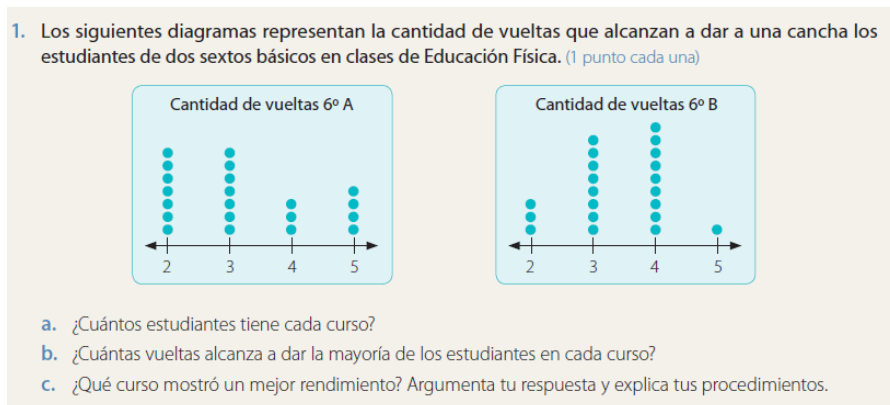 1. Los siguientes diagramas representan la cantidad de vueltas que alcanzan a dar a una cancha los
estudiantes de dos sextos básicos en clases de Educación Física. (1 punto cada una)
Cantidad de vueltas 6º A
2 3 4 5
Cantidad de vueltas 6º B
2 3 4 5
a. ¿Cuántos estudiantes tiene cada curso?
b. ¿Cuántas vueltas alcanza a dar la mayoría de los estudiantes en cada curso?
c. ¿Qué curso mostró un mejor rendimiento? Argumenta tu respuesta y explica tus procedimientos.